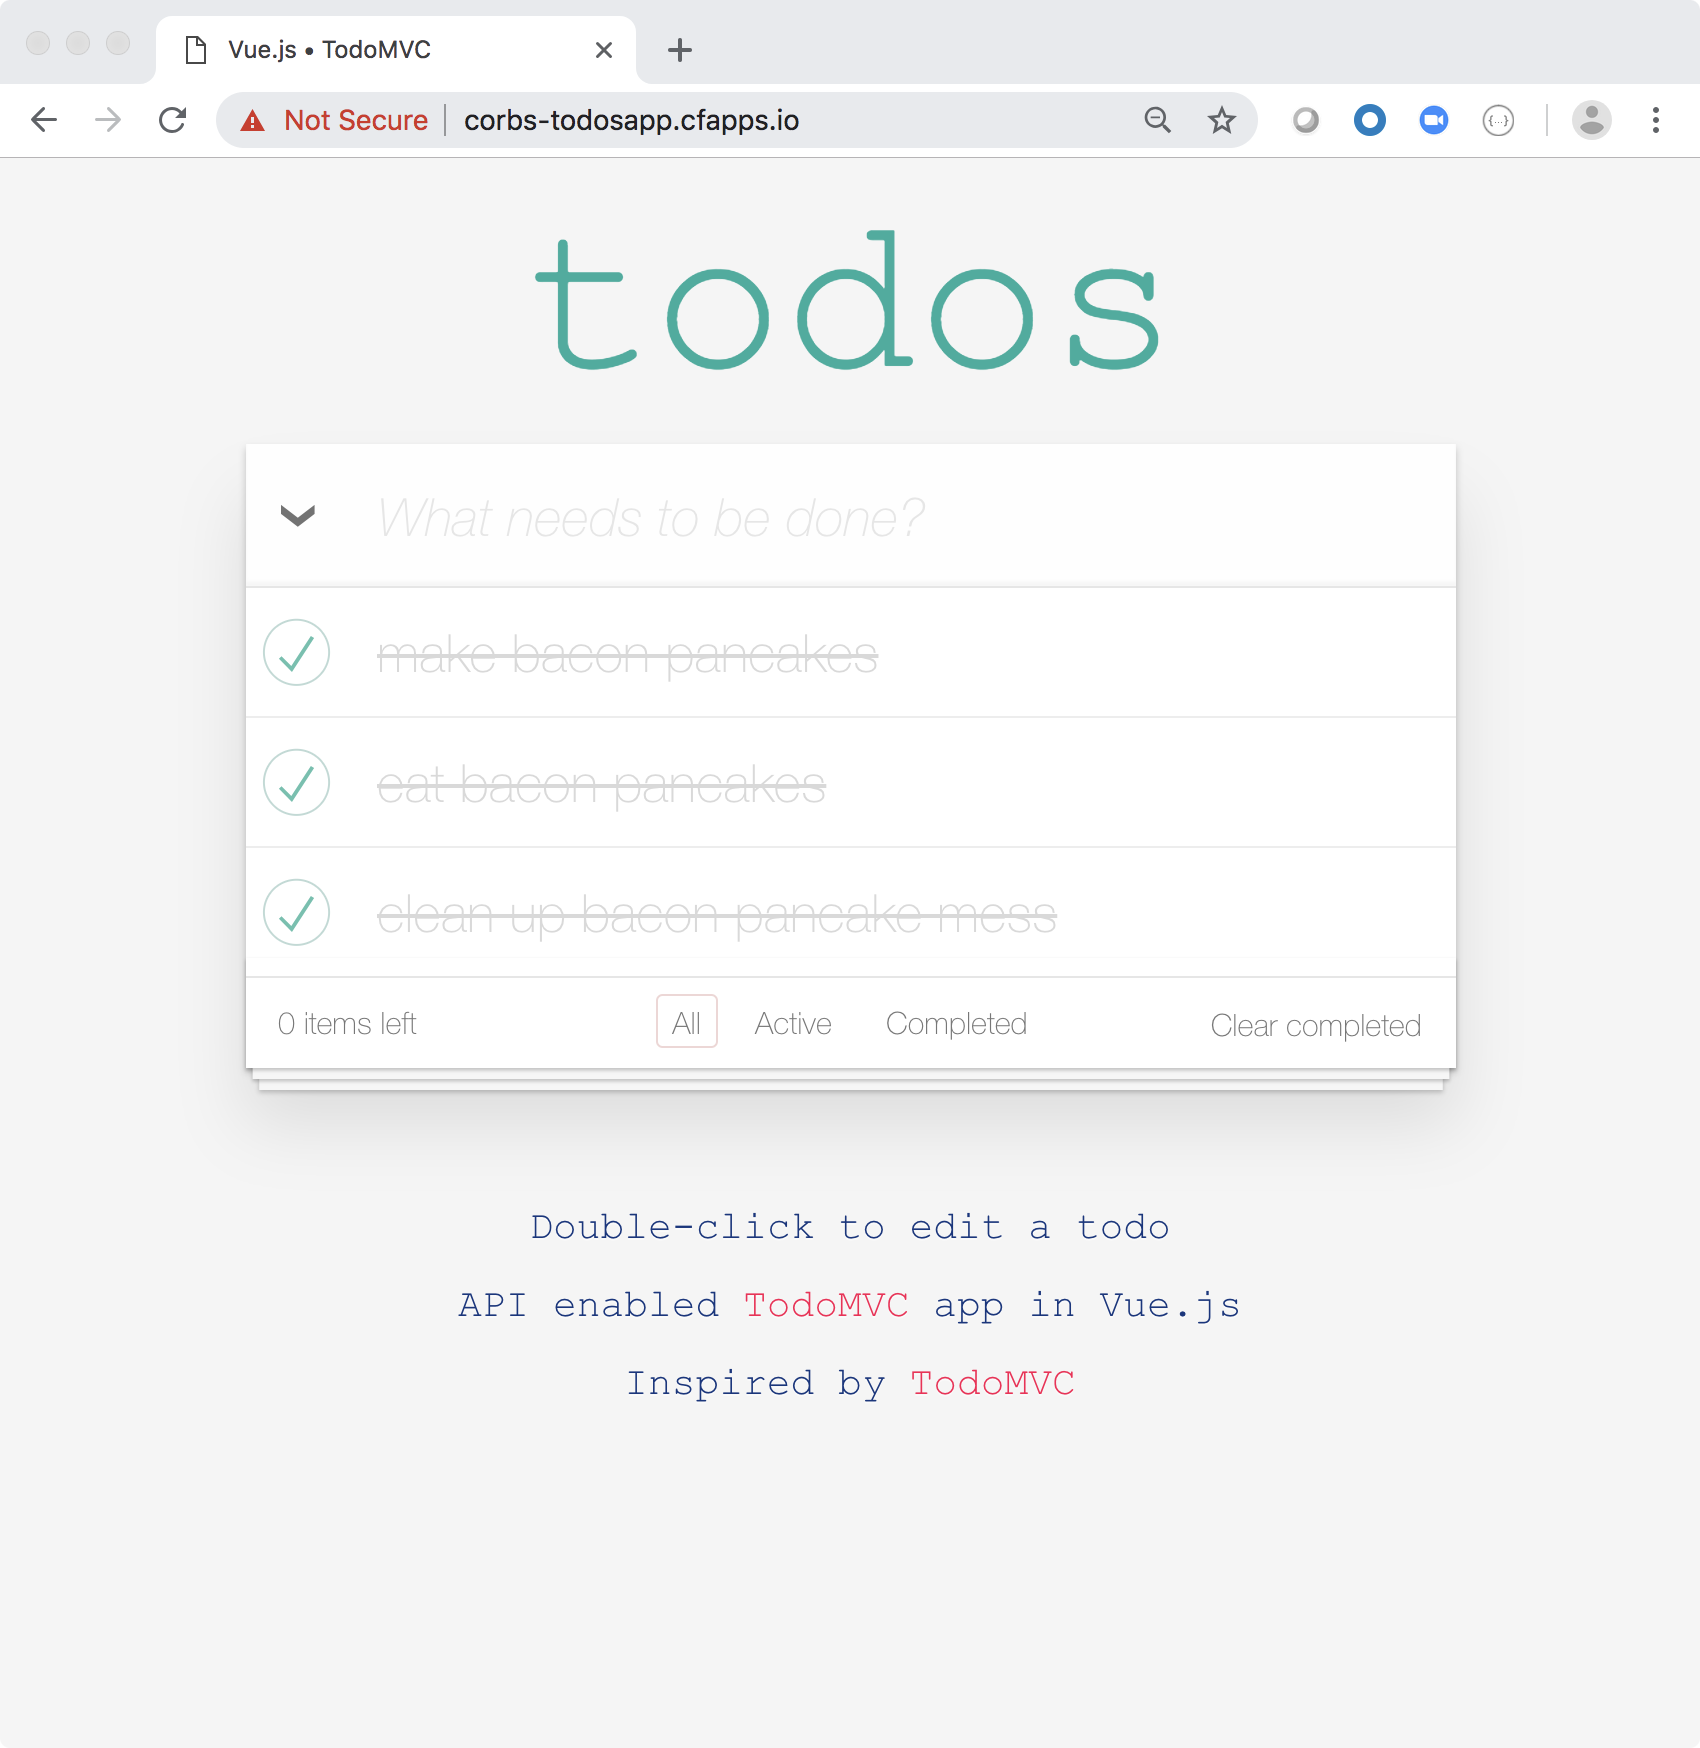 Vue.js • TodoMVC
Not Secure corbs-todosapp.cfapps.io
{...}
todos
What needs to be done?
make bacon pancakes
eat bacon pancakes
clean up bacon pancake mess
0 items left All Active Completed Clear completed
Double-click to edit a todo
API enabled TodoMVC app in Vue.js
Inspired by TodoMVC